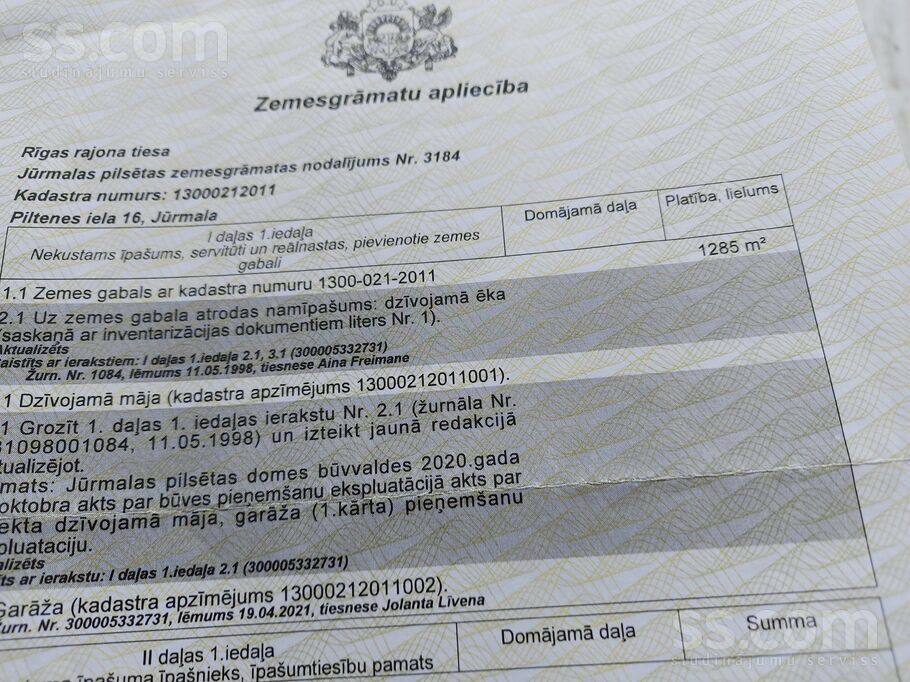 ss.com
sludinājumu serviss
Zemesgrāmatu apliecība
Rīgas rajona tiesa
Jūrmalas pilsētas zemesgrāmatas nodalījums Nr. 3184
Kadastra numurs: 13000212011
Piltenes iela 16, Jūrmala
I daļas 1.iedaļa
Nekustams īpašums, servitūti un reālnastas, pievienotie zemes
gabali
Domājamā daļa
Platība, lielums
1.1 Zemes gabals ar kadastra numuru 1300-021-2011
1285 m²
2.1 Uz zemes gabala atrodas namīpašums: dzīvojamā ēka
(saskaņā ar inventarizācijas dokumentiem liters Nr. 1).
Aktualizēts
saistīts ar ierakstiem: I daļas 1.iedaļa 2.1, 3.1 (300005332731)
Žurn. Nr. 1084, lēmums 11.05.1998, tiesnese Aina Freimane
1 Dzīvojamā māja (kadastra apzīmējums 13000212011001).
1 Grozīt 1. daļas 1. iedaļas ierakstu Nr. 2.1 (žurnāla Nr.
31098001084, 11.05.1998) un izteikt jaunā redakcijā
tualizējot.
mats: Jūrmalas pilsētas domes būvvaldes 2020.gada
oktobra akts par būves pieņemšanu ekspluatācijā akts par
ekta dzīvojamā māja, garāža (1.kārta) pieņemšanu
pluataciju.
alizēts
īts ar ierakstu: I daļas 1.iedaļa 2.1 (300005332731)
Garāža (kadastra apzīmējums 13000212011002).
Žurn. Nr. 300005332731, lēmums 19.04.2021, tiesnese Jolanta Līvena
II daļas 1.iedaļa
īpašuma īpašnieks, īpašumtiesību pamats
Domājamā daļa
Summa
ss.com
sludinājumu serviss